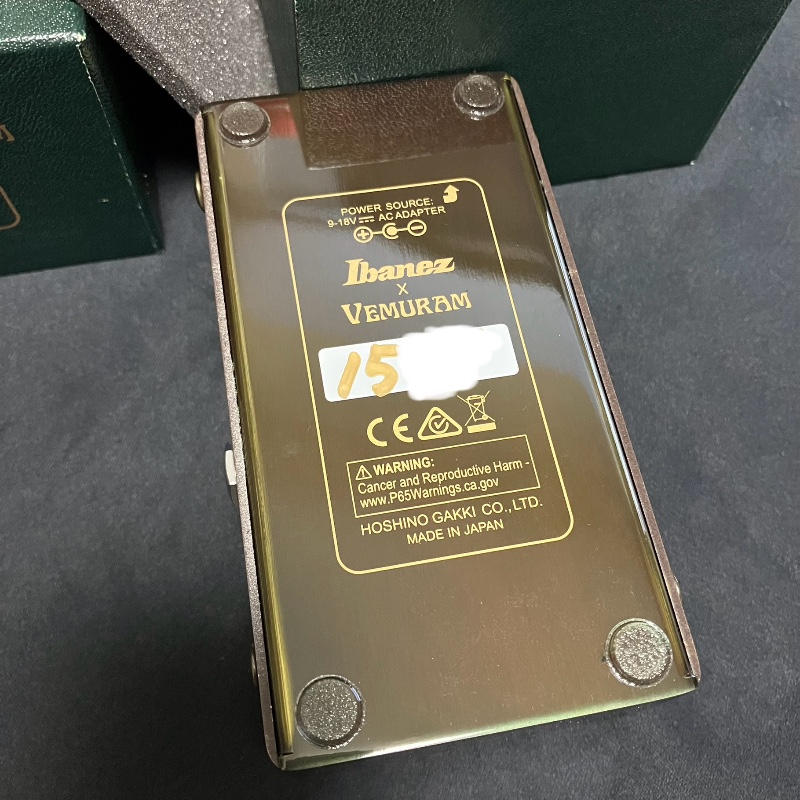 POWER SOURCE:
9-18V AC ADAPTER
Ibanez
X
VEMURAM
15
CE
WARNING:
Cancer and Reproductive Harm -
www.P65Warnings.ca.gov
HOSHINO GAKKI CO., LTD.
MADE IN JAPAN